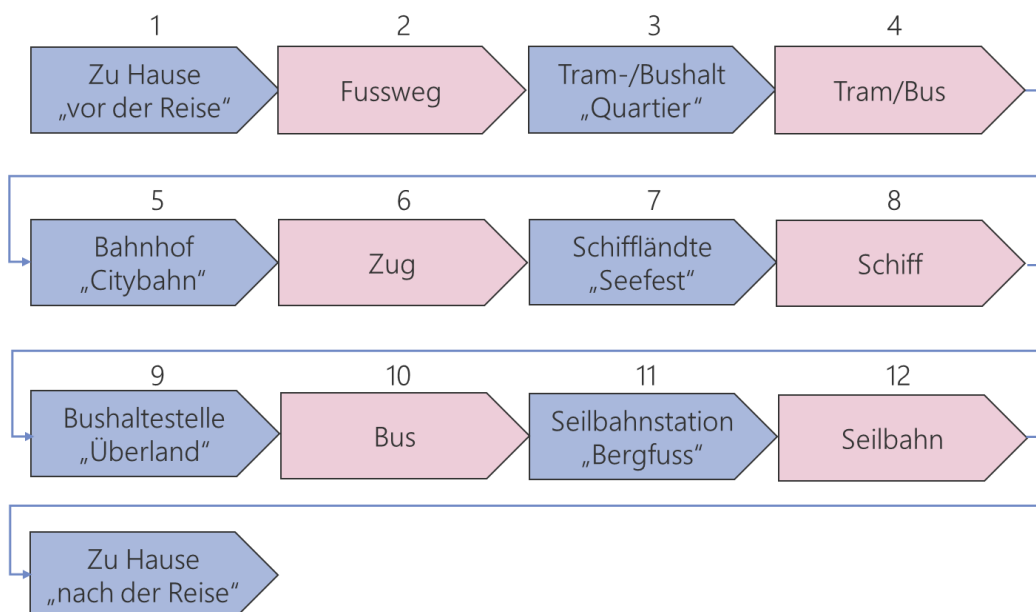 1 2 3 4
Zu Hause
„vor der Reise“
Fussweg
Tram-/Bushalt
„Quartier“
Tram/Bus
5 6 7 8
Bahnhof
„Citybahn“
Zug
Schiffländte
„Seefest“
Schiff
9 10 11 12
Bushaltestelle
„Überland“
Bus
Seilbahnstation
„Bergfuss“
Seilbahn
Zu Hause
„nach der Reise“